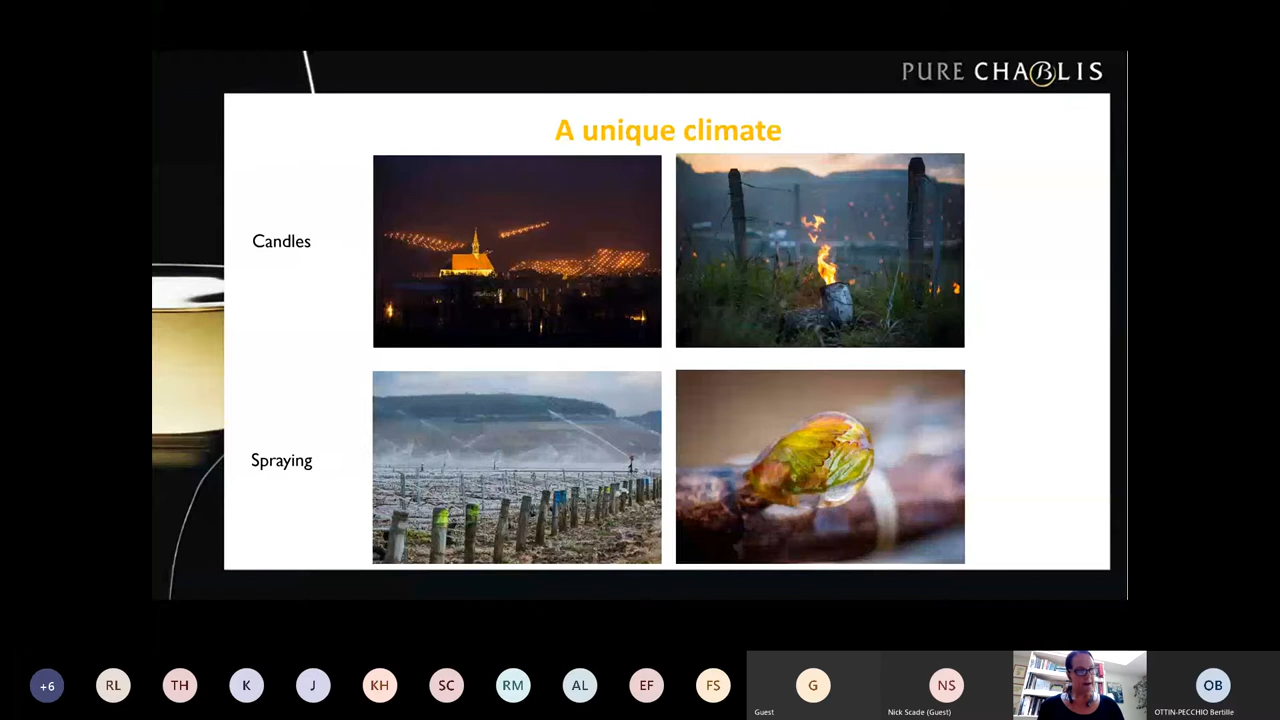 PURE CHABLIS
A unique climate
Candles
Spraying
+6
RL
TH
K
J
KH
SC
RM
AL
EF
FS
G
NS
OB
Guest
Nick Scade (Guest)
OTTIN-PECCHIO Bertille